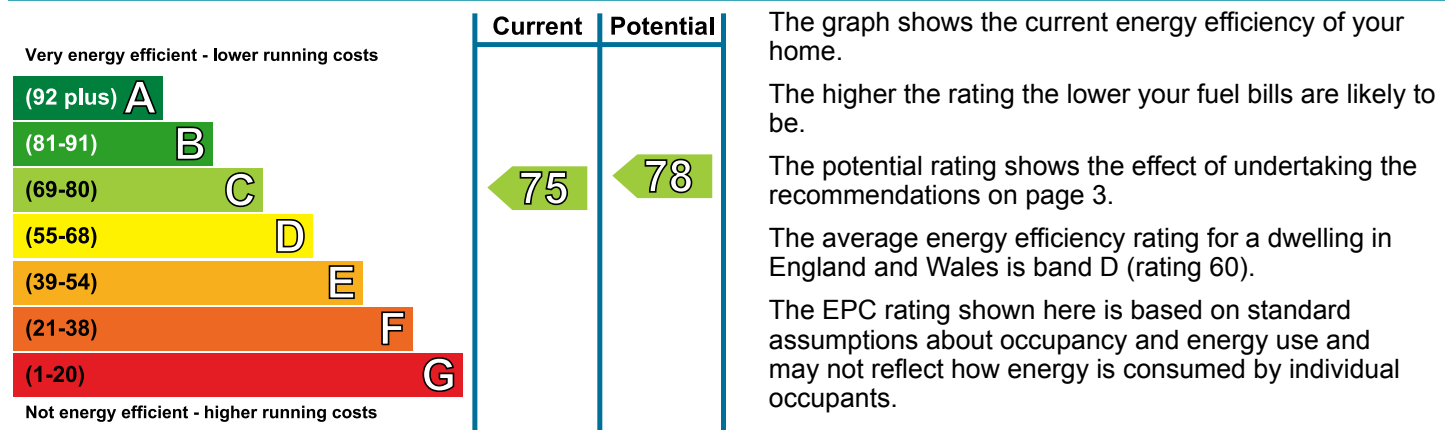 Current Potential
Very energy efficient - lower running costs
(92 plus) A
(81-91) B
(69-80) C
(55-68) D
(39-54) E
(21-38) F
(1-20) G
Not energy efficient - higher running costs
75
78
The graph shows the current energy efficiency of your
home.
The higher the rating the lower your fuel bills are likely to
be.
The potential rating shows the effect of undertaking the
recommendations on page 3.
The average energy efficiency rating for a dwelling in
England and Wales is band D (rating 60).
The EPC rating shown here is based on standard
assumptions about occupancy and energy use and
may not reflect how energy is consumed by individual
occupants.